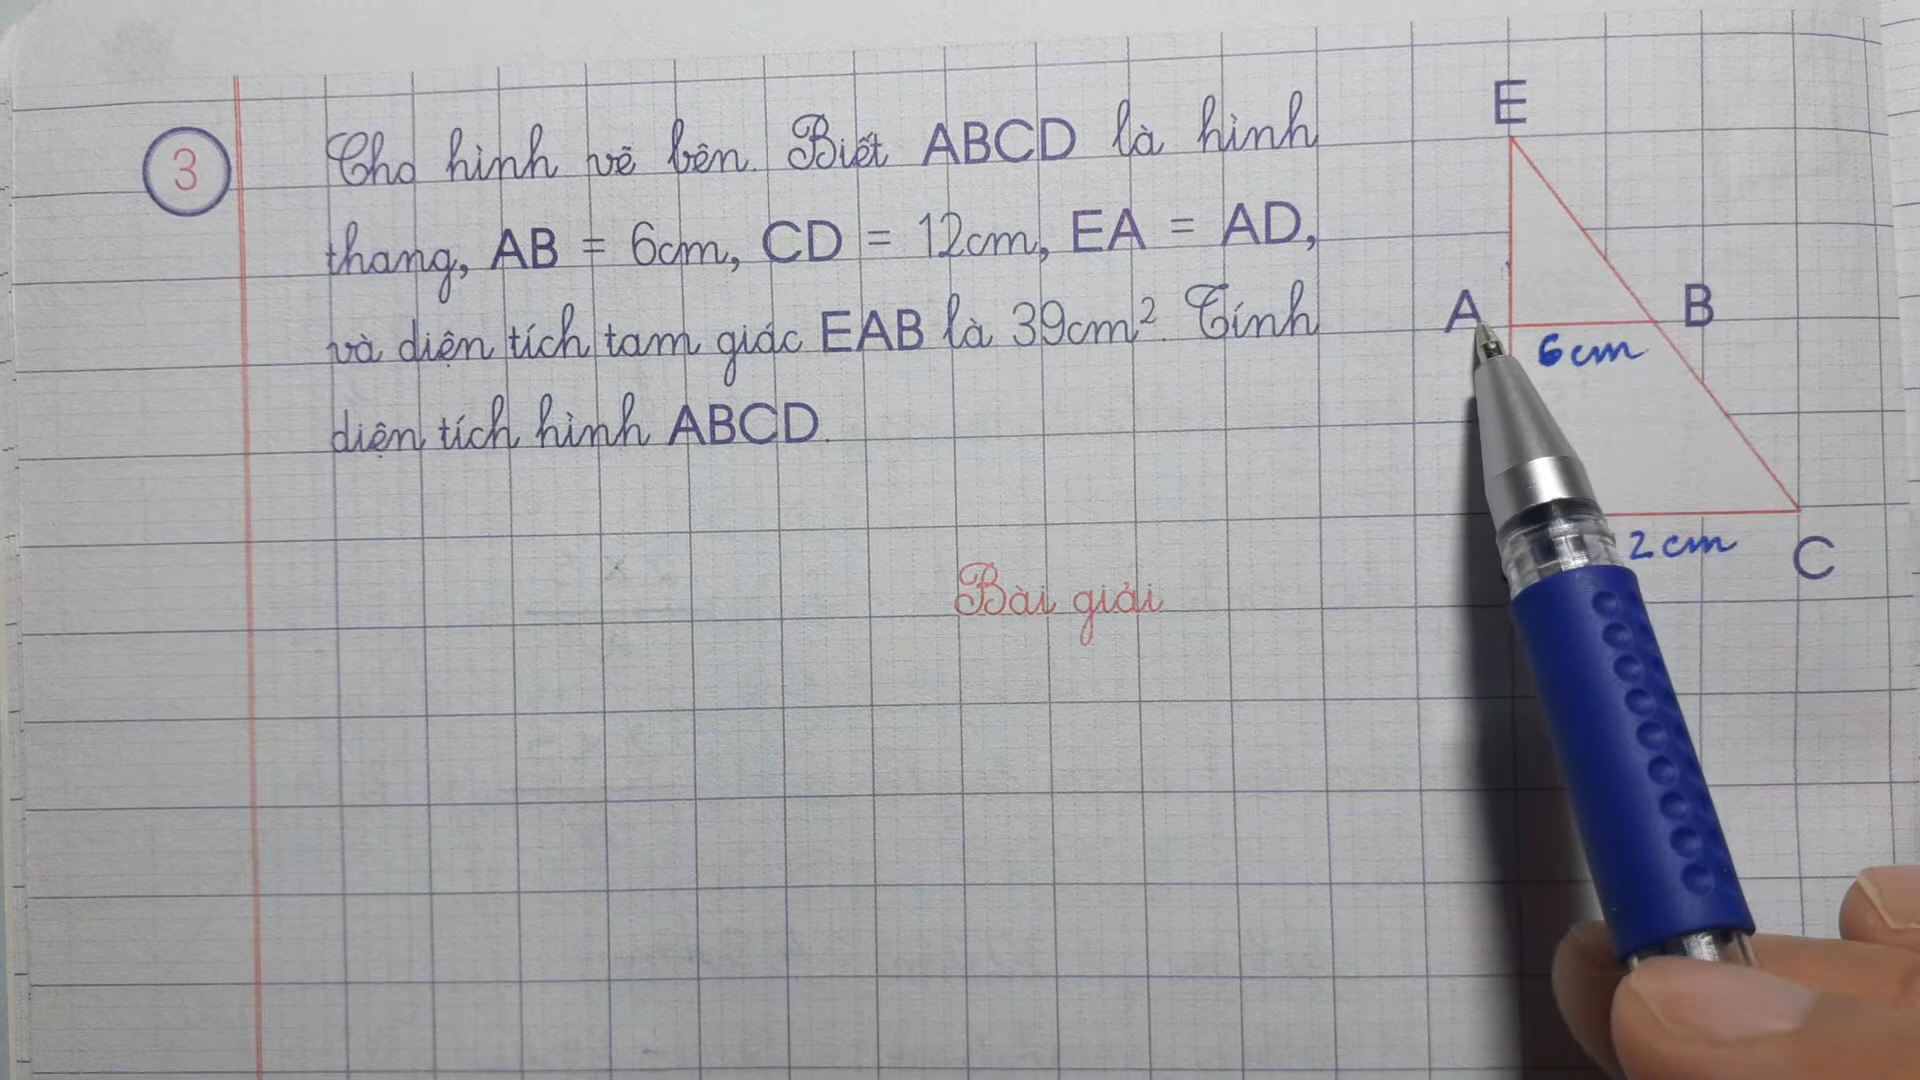 3
Cho hình vẽ bên. Biết ABCD là hình
thang, AB = 6cm, CD = 12cm, EA = AD,
và diện tích tam giác EAB là 39cm². Tính
diện tích hình ABCD.
Bài giải
E
A
B
6cm
2cm
C